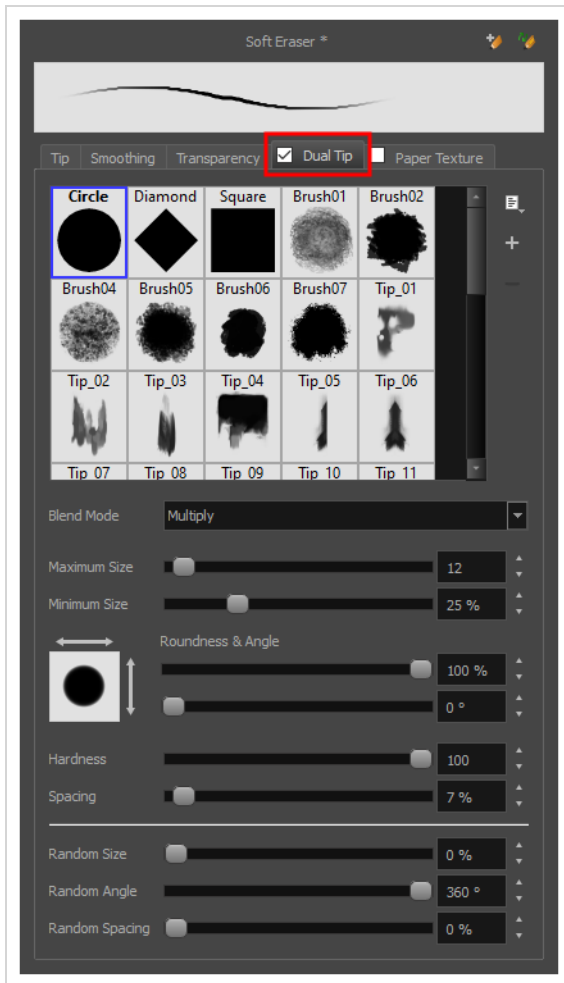 Soft Eraser *
Tip Smoothing Transparency Dual Tip Paper Texture
Circle Diamond Square Brush01 Brush02
Brush04 Brush05 Brush06 Brush07 Tip_01
Tip_02 Tip_03 Tip_04 Tip_05 Tip_06
Tip_07 Tip_08 Tip_09 Tip_10 Tip_11
Blend Mode Multiply
Maximum Size 12
Minimum Size 25 %
Roundness & Angle
100 %
0 °
Hardness 100
Spacing 7 %
Random Size 0 %
Random Angle 360 °
Random Spacing 0 %